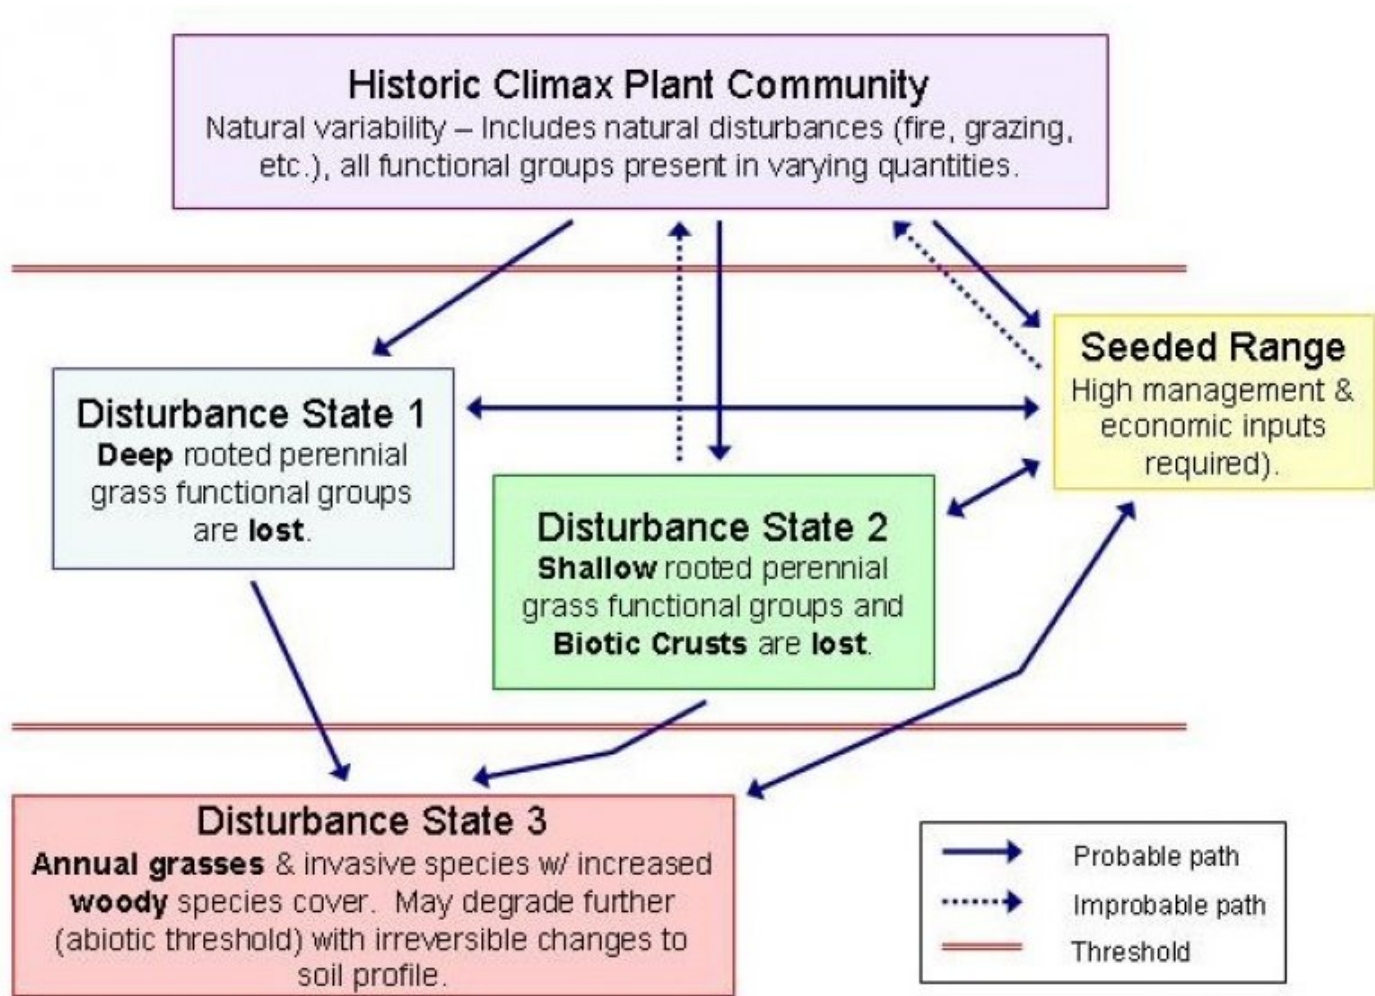 Historic Climax Plant Community
Natural variability – Includes natural disturbances (fire, grazing,
etc.), all functional groups present in varying quantities.
Seeded Range
High management &
economic inputs
required).
Disturbance State 1
Deep rooted perennial
grass functional groups
are lost.
Disturbance State 2
Shallow rooted perennial
grass functional groups and
Biotic Crusts are lost.
Disturbance State 3
Annual grasses & invasive species w/ increased
woody species cover. May degrade further
(abiotic threshold) with irreversible changes to
soil profile.
Probable path
Improbable path
Threshold